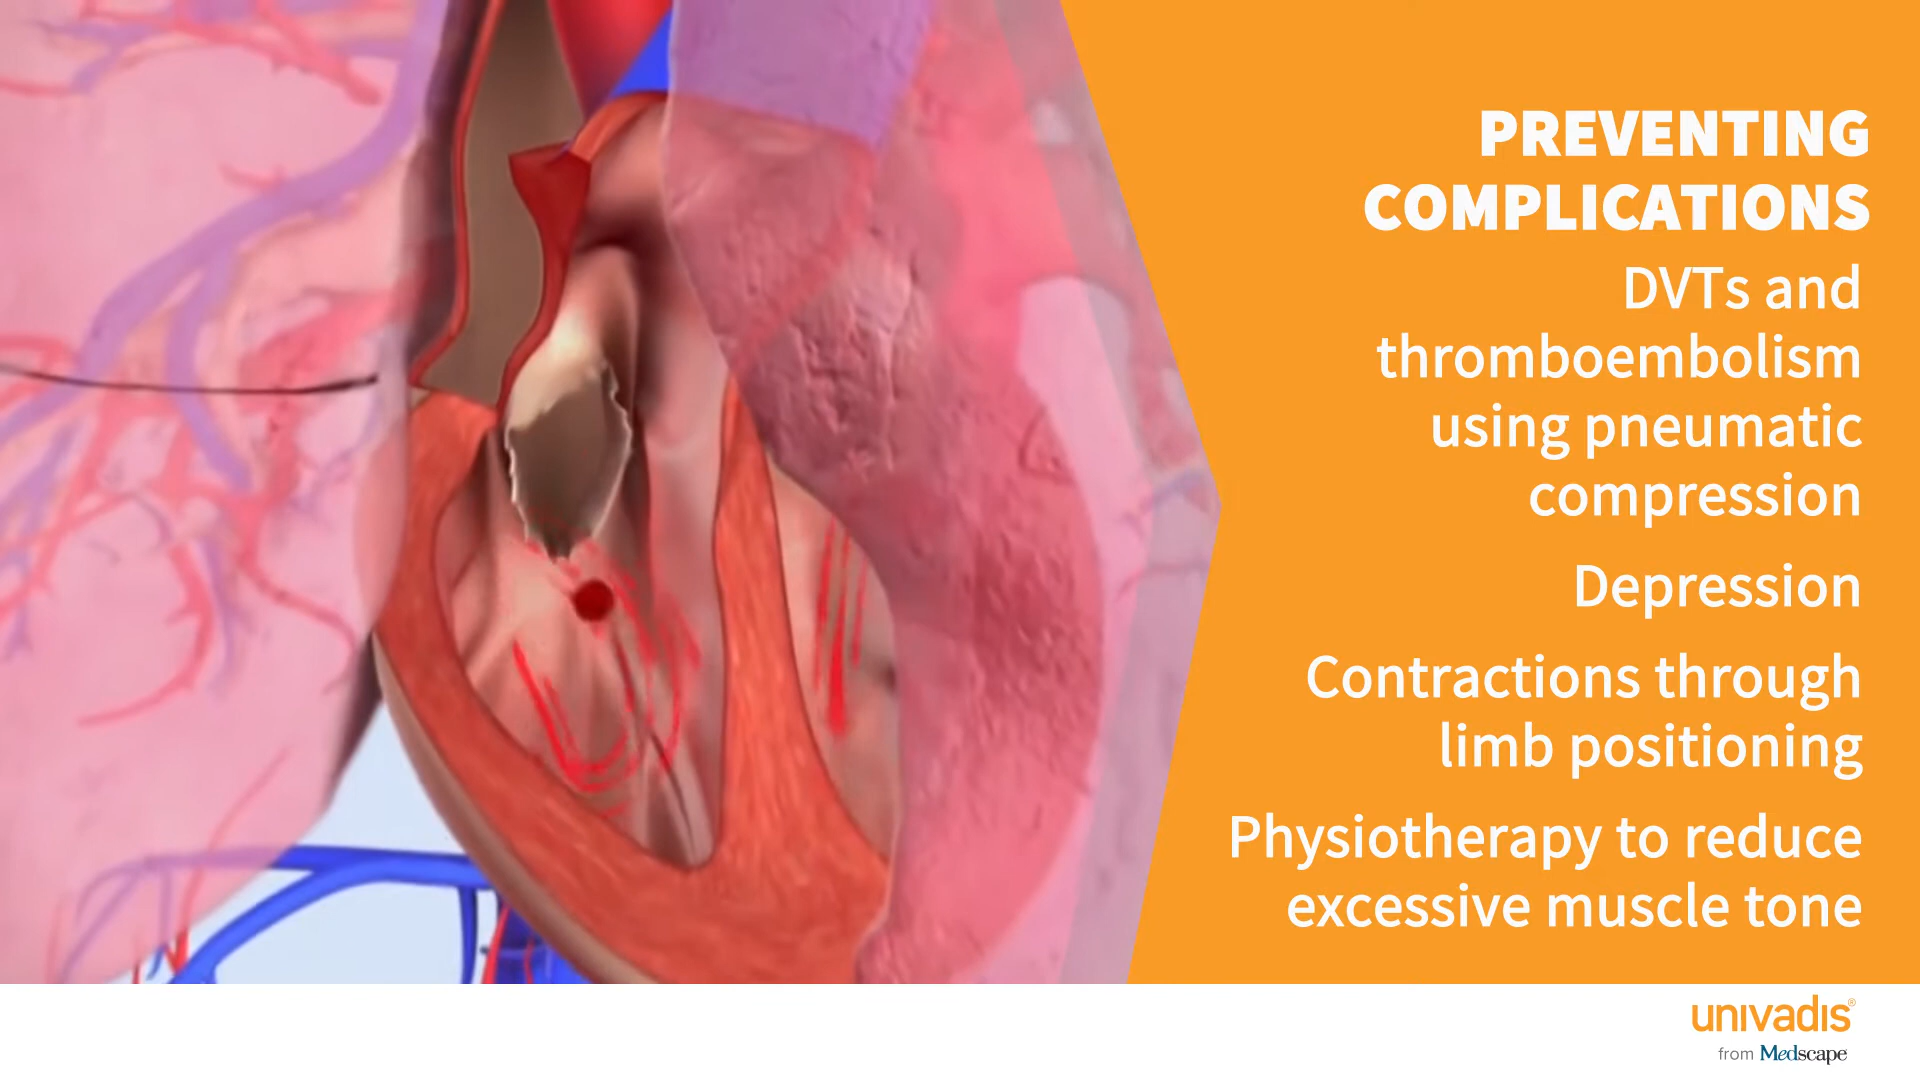 PREVENTING
COMPLICATIONS
DVTs and
thromboembolism
using pneumatic
compression
Depression
Contractions through
limb positioning
Physiotherapy to reduce
excessive muscle tone
univadis®
from Medscape